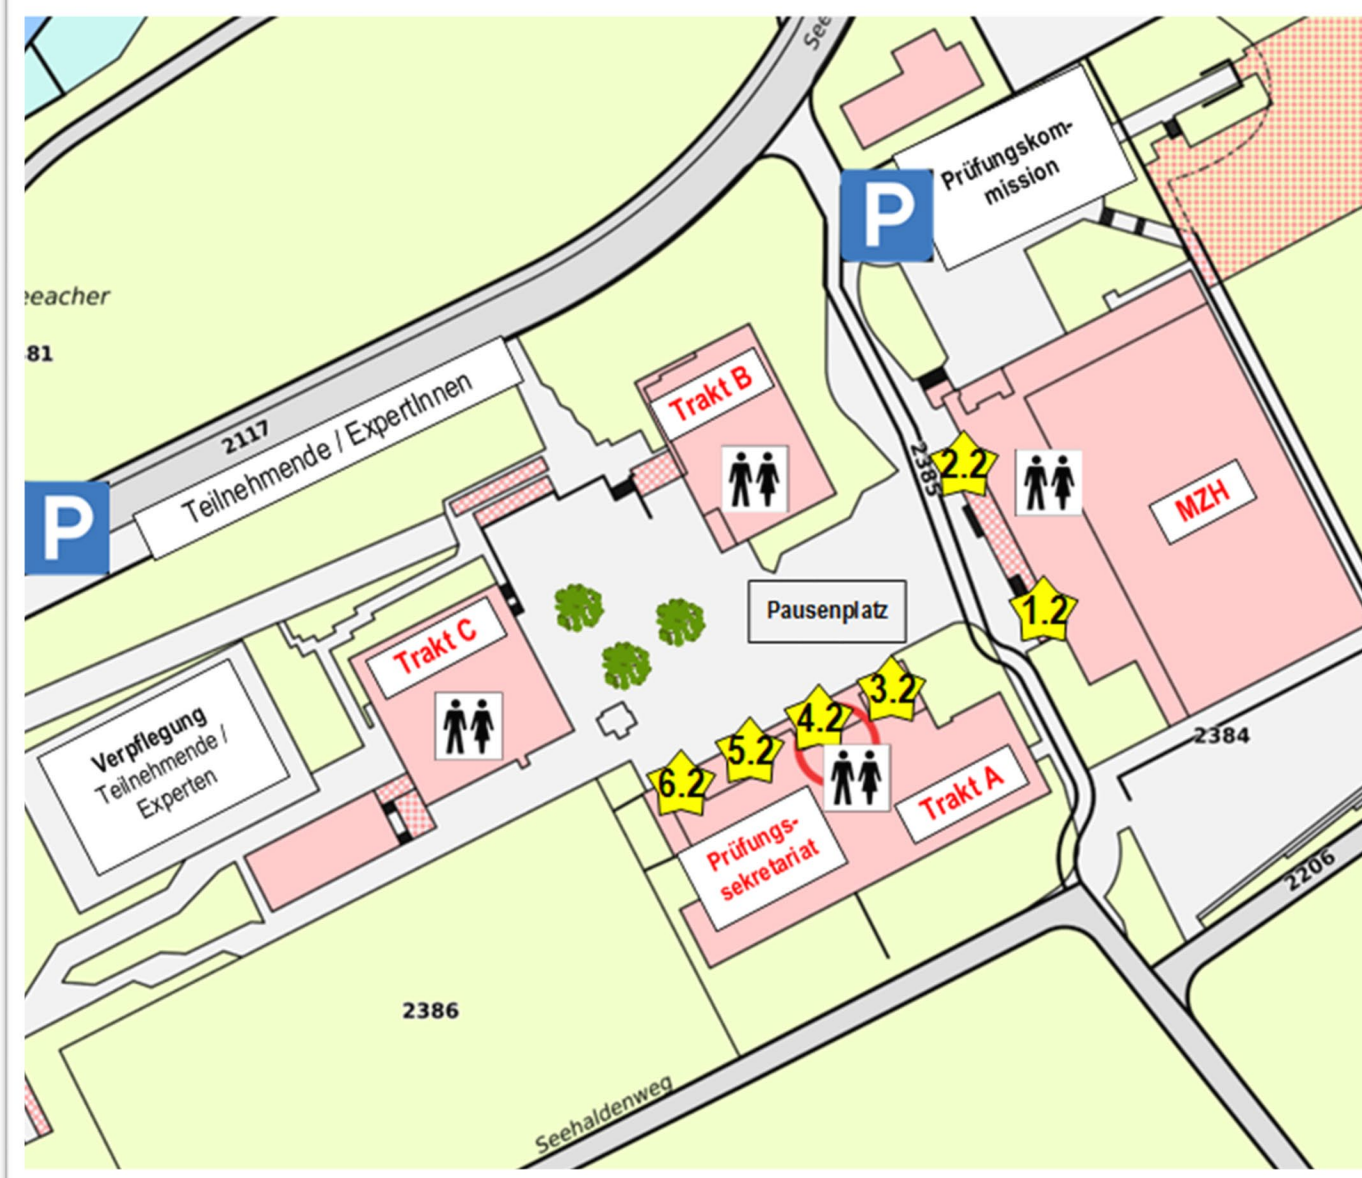 See
Prüfungskom-
mission
P
eeacher
81
2117
Teilnehmende / ExpertInnen
P
Trakt B
2385
2.2
MZH
1.2
Pausenplatz
Trakt C
3.2
4.2
5.2
6.2
Verpflegung
Teilnehmende /
Experten
2384
Trakt A
Prüfungs-
sekretariat
2206
2386
Seehaldenweg